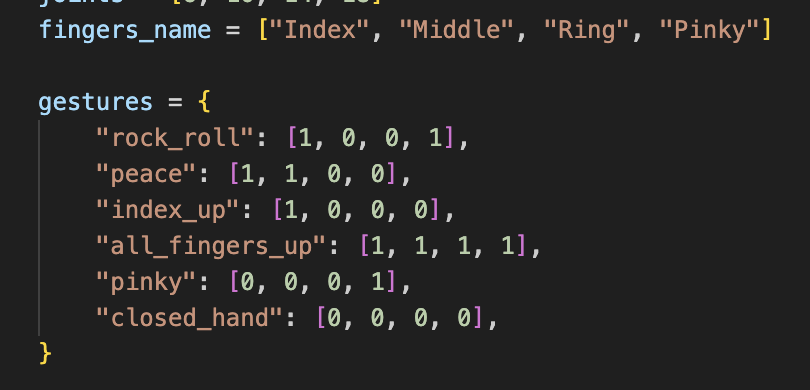 fingers_name = ["Index", "Middle", "Ring", "Pinky"]
gestures = {
"rock_roll": [1, 0, 0, 1],
"peace": [1, 1, 0, 0],
"index_up": [1, 0, 0, 0],
"all_fingers_up": [1, 1, 1, 1],
"pinky": [0, 0, 0, 1],
"closed_hand": [0, 0, 0, 0],
}